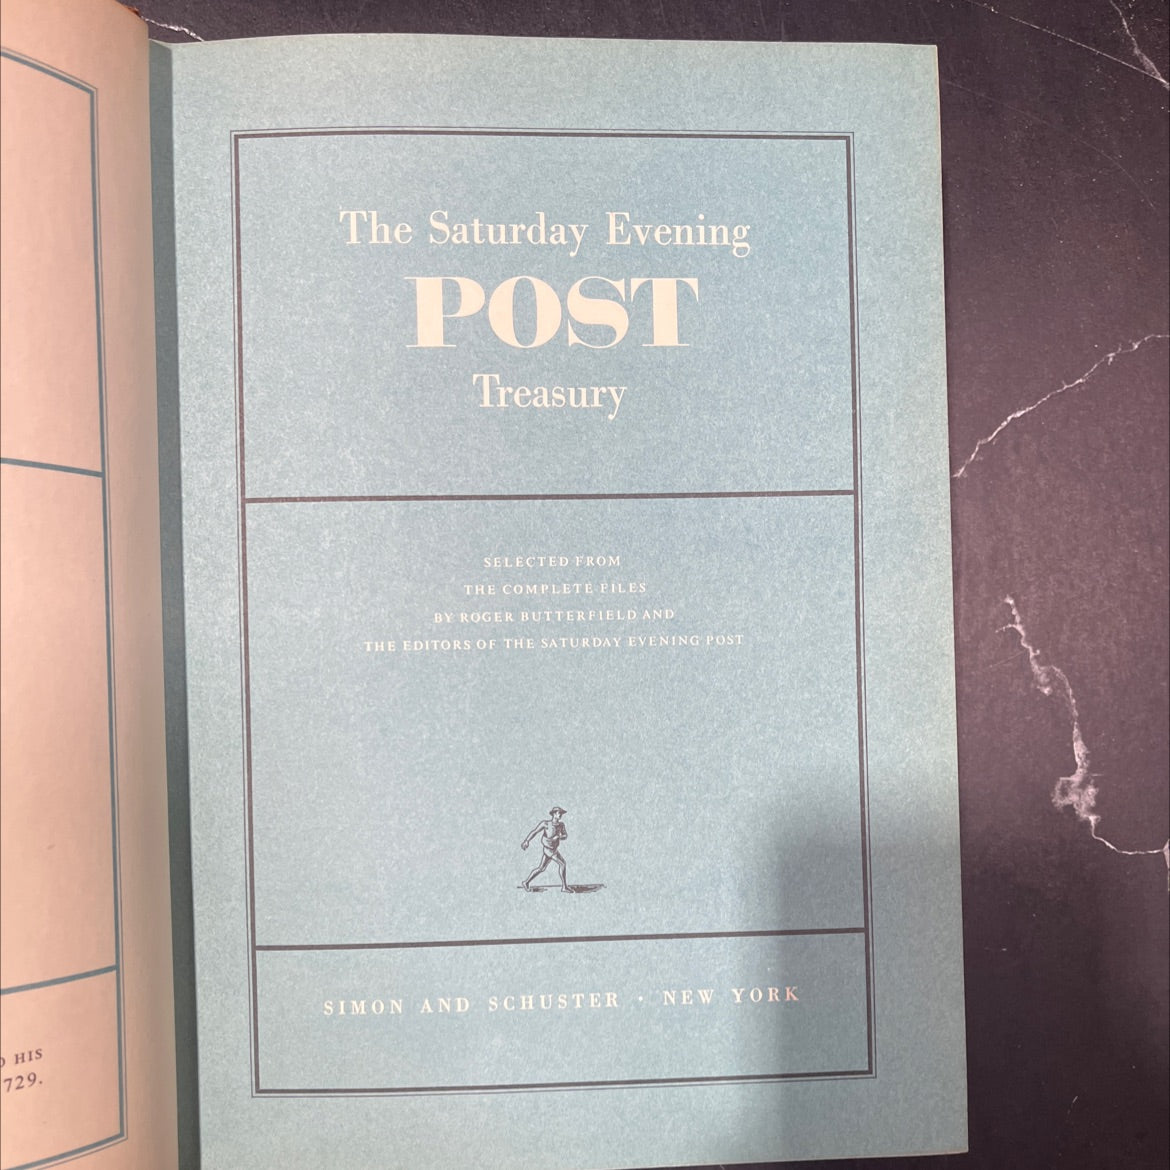 The Saturday Evening
POST
Treasury
SELECTED FROM
THE COMPLETE FILES
BY ROGER BUTTERFIELD AND
THE EDITORS OF THE SATURDAY EVENING POST
SIMON AND SCHUSTER · NEW YORK
HIS
729.